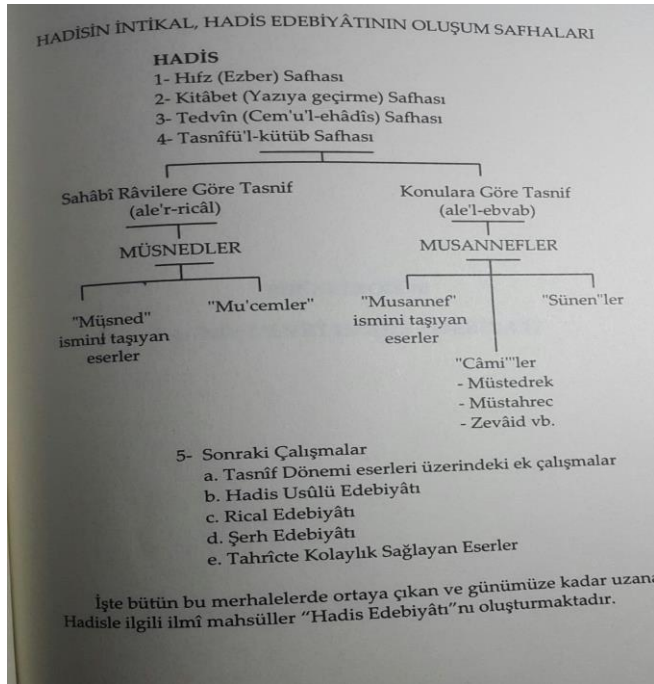 HADİSİN İNTİKAL, HADİS EDEBİYÂTININ OLUŞUM SAFHALARI
HADİS
1- Hıfz (Ezber) Safhası
2- Kitâbet (Yazıya geçirme) Safhası
3- Tedvîn (Cem'u'l-ehâdîs) Safhası
4- Tasnîfü'l-kütüb Safhası
Sahâbî Râvilere Göre Tasnif
(ale'r-ricâl)
MÜSNEDLER
"Müsned"
ismini taşıyan
eserler
"Mu'cemler"
Konulara Göre Tasnif
(ale'l-ebvab)
MUSANNEFLER
"Musannef"
ismini taşıyan
eserler
"Câmi'"ler
- Müstedrek
- Müstahrec
- Zevâid vb.
"Sünen"ler
5- Sonraki Çalışmalar
a. Tasnîf Dönemi eserleri üzerindeki ek çalışmalar
b. Hadis Usûlü Edebiyâtı
c. Rical Edebiyâtı
d. Şerh Edebiyâtı
e. Tahrîcte Kolaylık Sağlayan Eserler
İşte bütün bu merhalelerde ortaya çıkan ve günümüze kadar uzana
Hadisle ilgili ilmî mahsüller “Hadis Edebiyâtı”nı oluşturmaktadır.